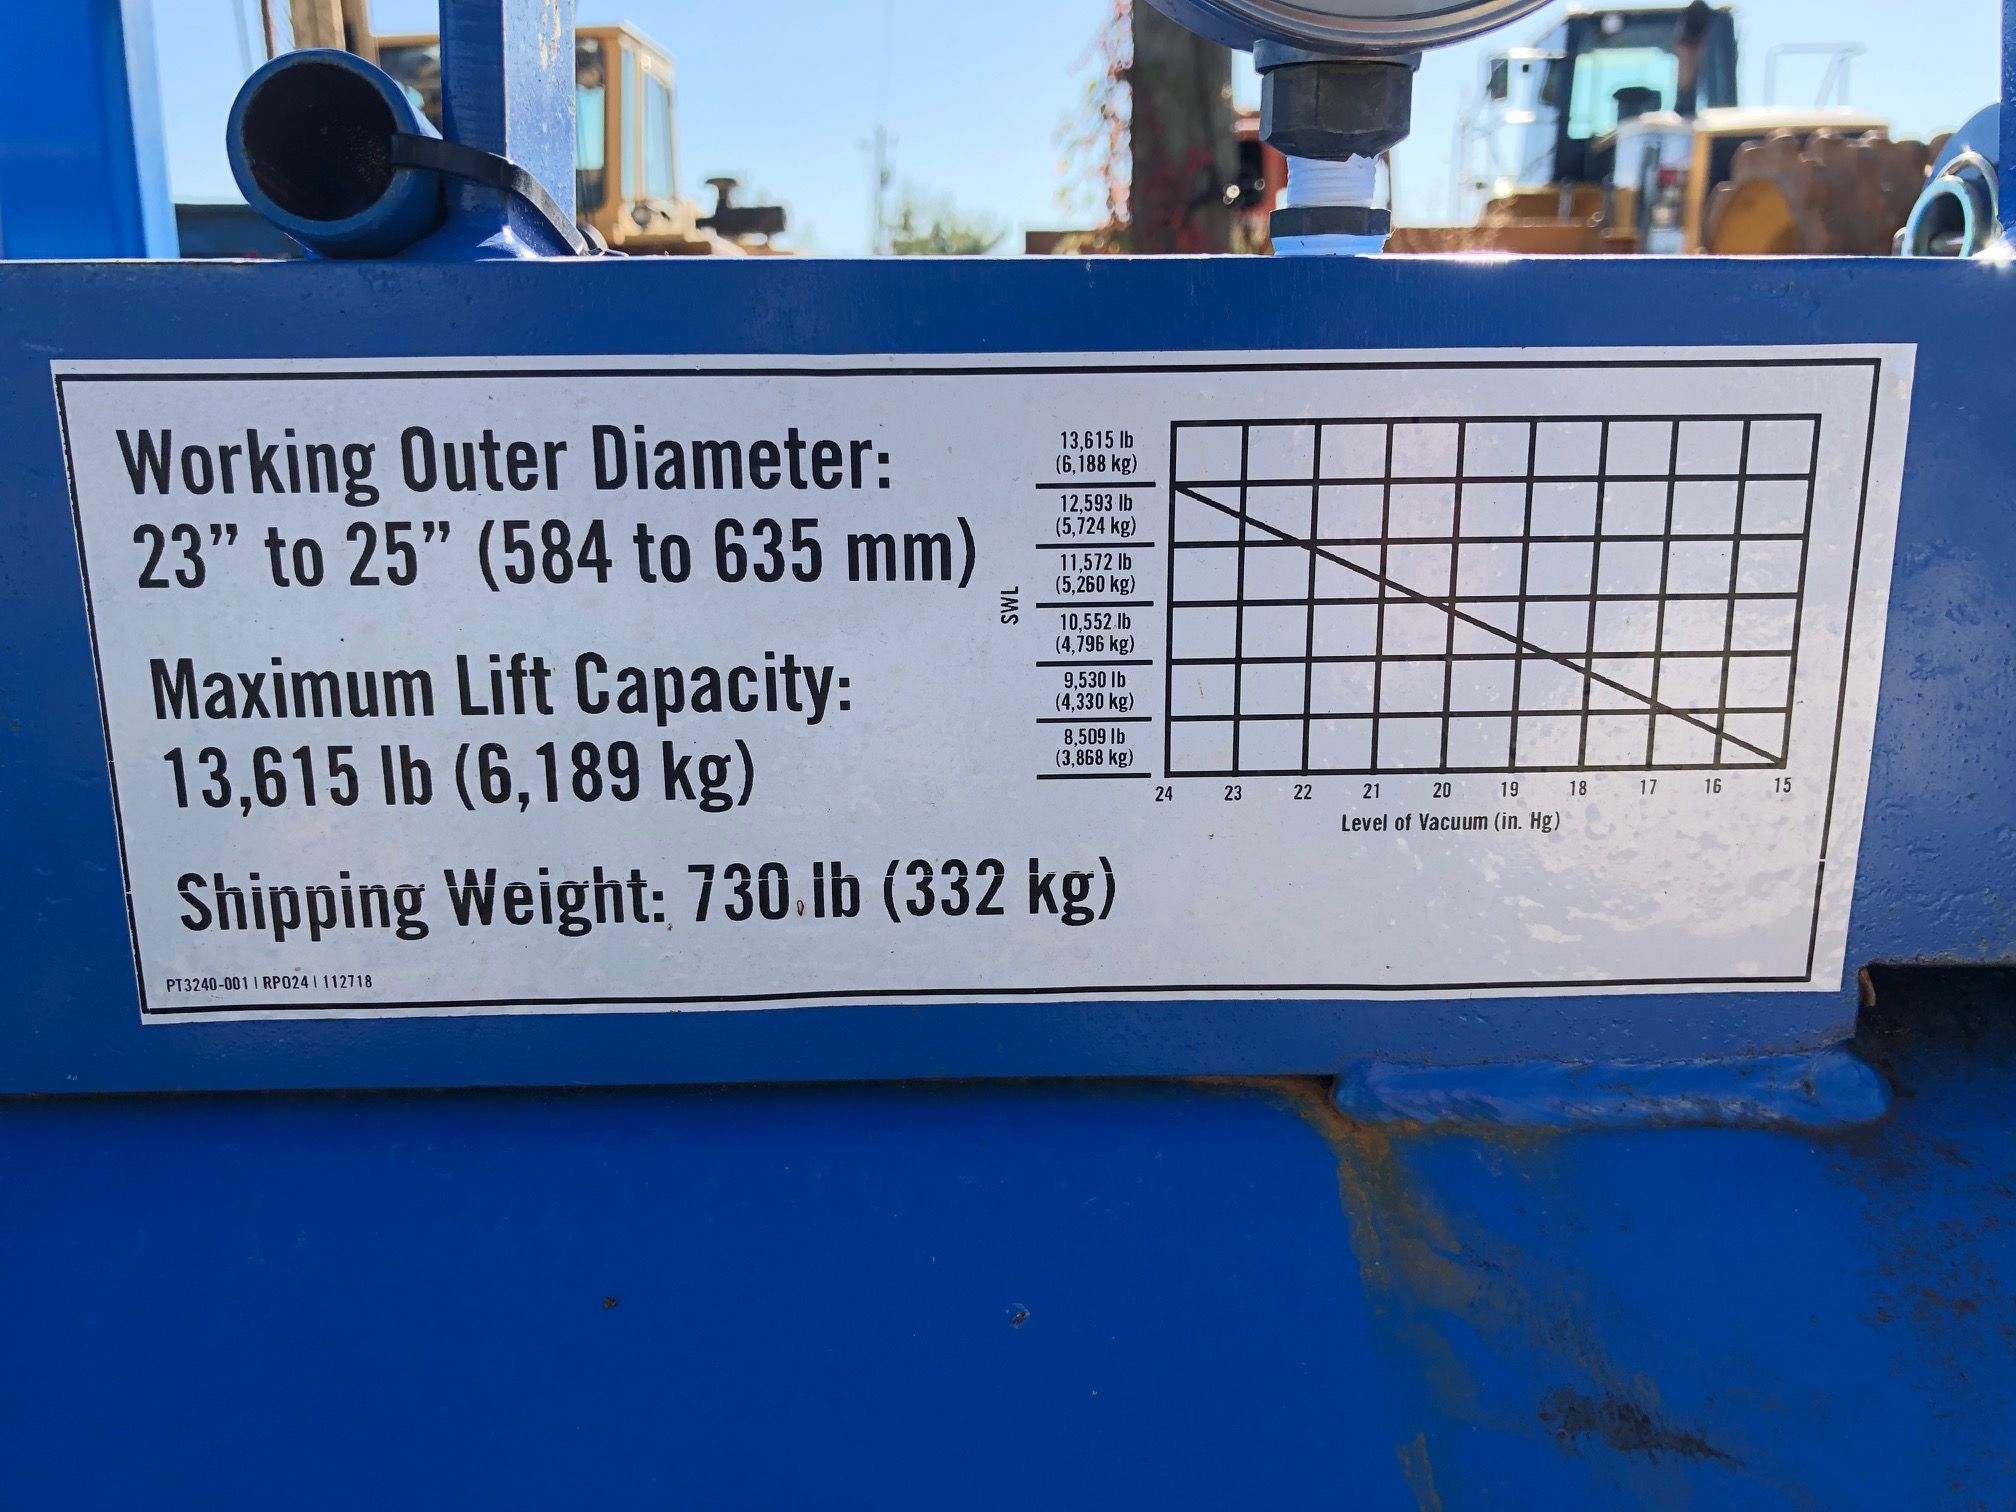 Working Outer Diameter:
23” to 25” (584 to 635 mm)
Maximum Lift Capacity:
13,615 lb (6,189 kg)
Shipping Weight: 730 lb (332 kg)
PT3240-001 | RPO24 | 112718
SWL
13,615 lb
(6,188 kg)
12,593 lb
(5,724 kg)
11,572 lb
(5,260 kg)
10,552 lb
(4,796 kg)
9,530 lb
(4,330 kg)
8,509 lb
(3,868 kg)
24 23 22 21 20 19 18 17 16 15
Level of Vacuum (in. Hg)